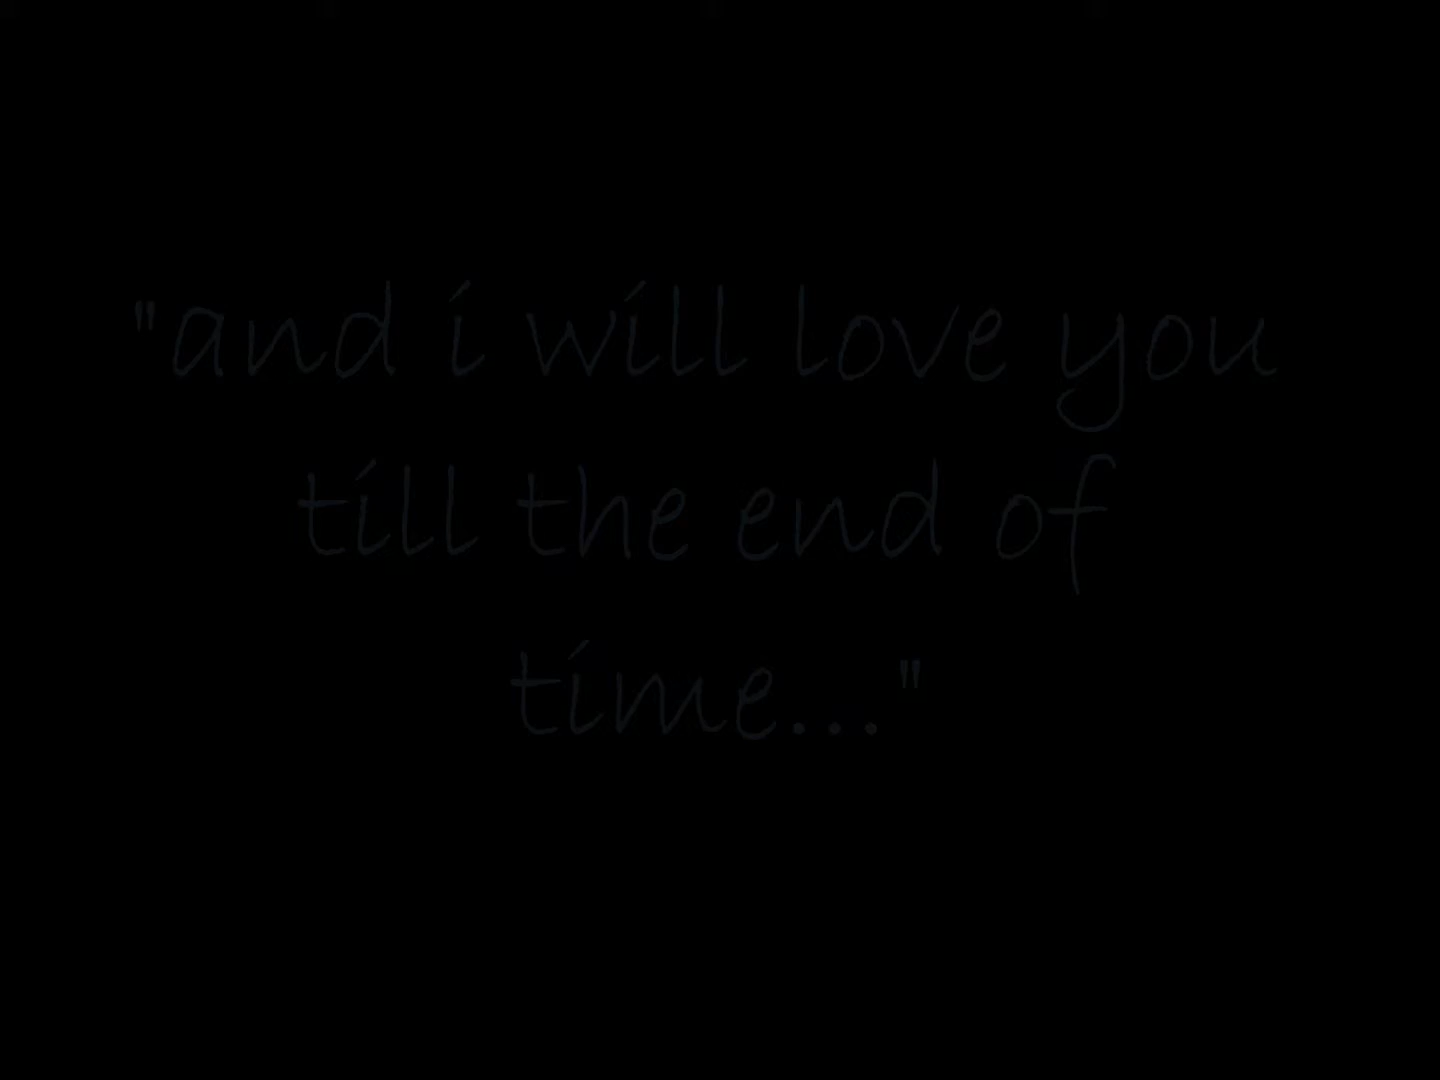 "and i will love you
till the end of
time..."